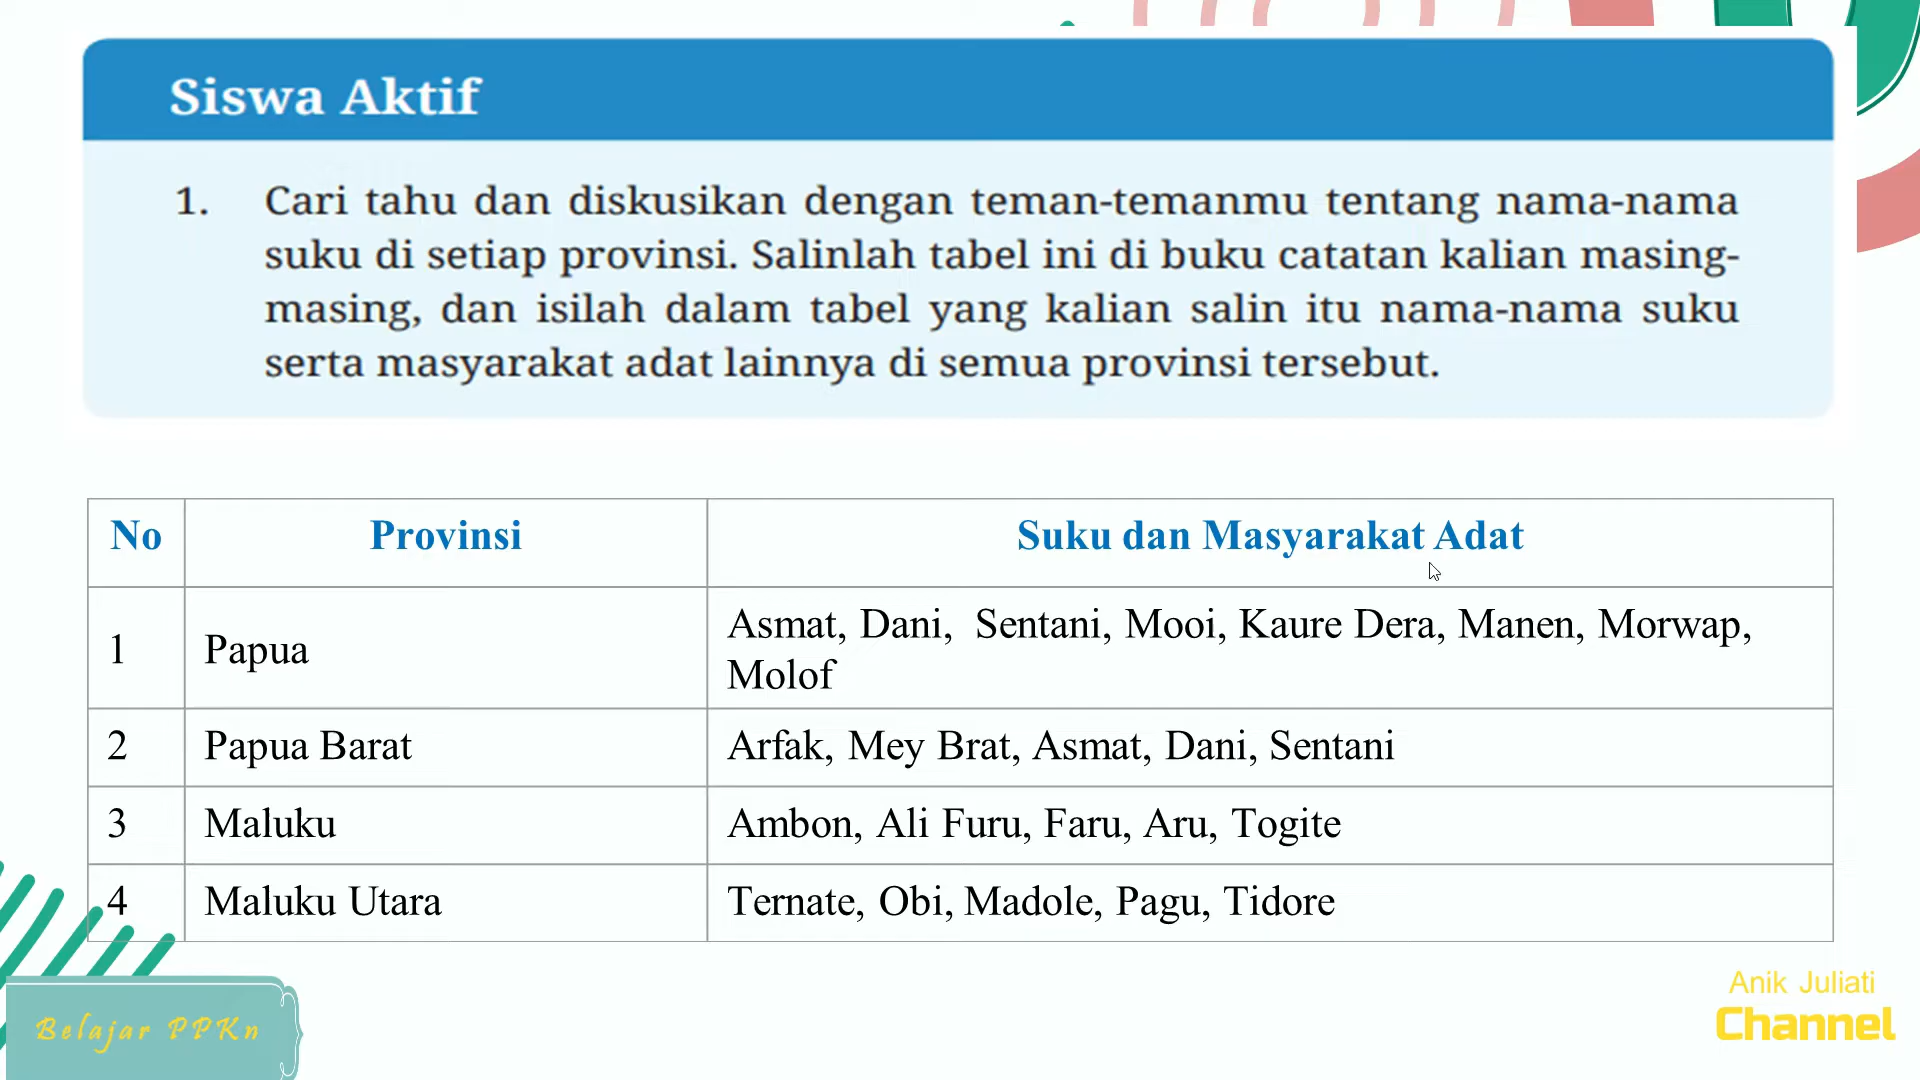 Siswa Aktif
1. Cari tahu dan diskusikan dengan teman-temanmu tentang nama-nama
suku di setiap provinsi. Salinlah tabel ini di buku catatan kalian masing-
masing, dan isilah dalam tabel yang kalian salin itu nama-nama suku
serta masyarakat adat lainnya di semua provinsi tersebut.
No Provinsi Suku dan Masyarakat Adat
1 Papua Asmat, Dani, Sentani, Mooi, Kaure Dera, Manen, Morwap,
Molof
2 Papua Barat Arfak, Mey Brat, Asmat, Dani, Sentani
3 Maluku Ambon, Ali Furu, Faru, Aru, Togite
4 Maluku Utara Ternate, Obi, Madole, Pagu, Tidore
Belajar PPKn
Anik Juliati
Channel